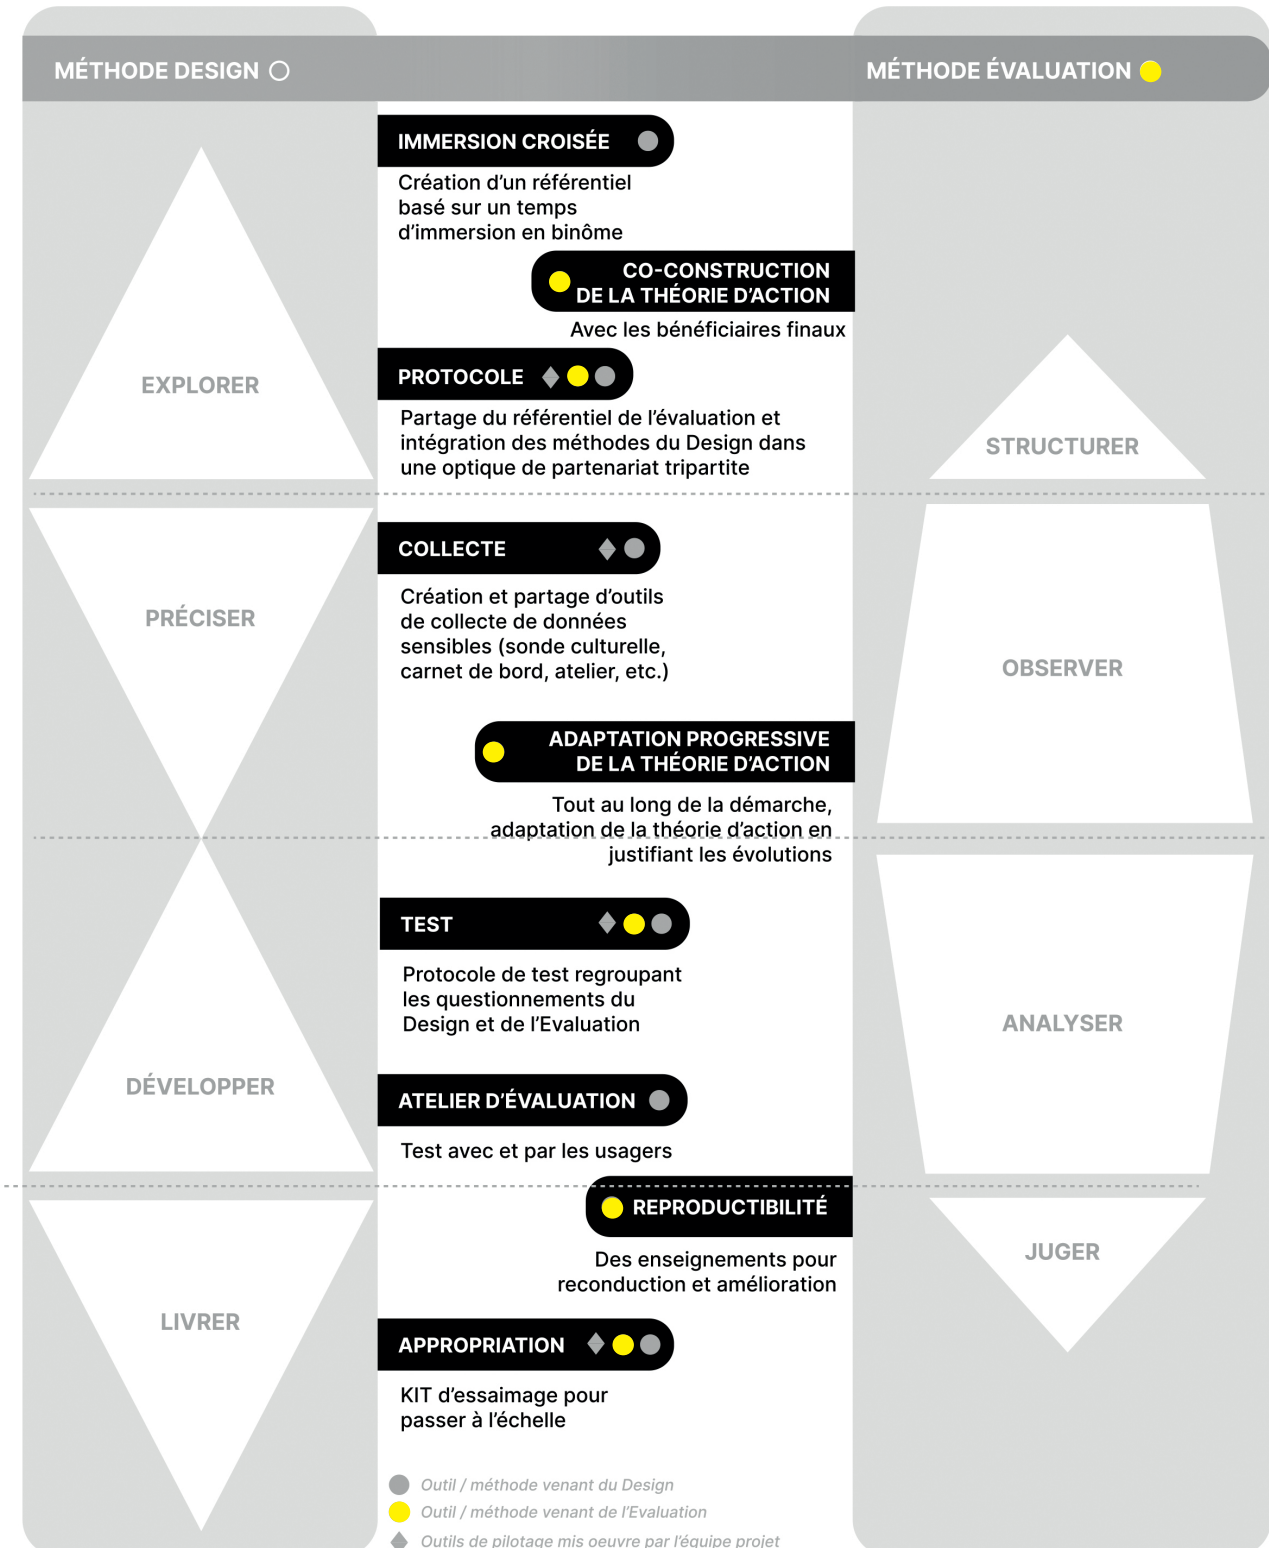 MÉTHODE DESIGN
MÉTHODE ÉVALUATION
IMMERSION CROISÉE
Création d’un référentiel
basé sur un temps
d’immersion en binôme
CO-CONSTRUCTION
DE LA THÉORIE D’ACTION
Avec les bénéficiaires finaux
EXPLORER
PROTOCOLE
Partage du référentiel de l’évaluation et
intégration des méthodes du Design dans
une optique de partenariat tripartite
STRUCTURER
PRÉCISER
COLLECTE
Création et partage d’outils
de collecte de données
sensibles (sonde culturelle,
carnet de bord, atelier, etc.)
OBSERVER
ADAPTATION PROGRESSIVE
DE LA THÉORIE D’ACTION
Tout au long de la démarche,
adaptation de la théorie d’action en
justifiant les évolutions
TEST
Protocole de test regroupant
les questionnements du
Design et de l’Evaluation
ANALYSER
DÉVELOPPER
ATELIER D’ÉVALUATION
Test avec et par les usagers
REPRODUCTIBILITÉ
Des enseignements pour
reconduction et amélioration
JUGER
LIVRER
APPROPRIATION
KIT d’essaimage pour
passer à l’échelle
Outil / méthode venant du Design
Outil / méthode venant de l’Evaluation
Outils de pilotage mis oeuvre par l’équipe projet